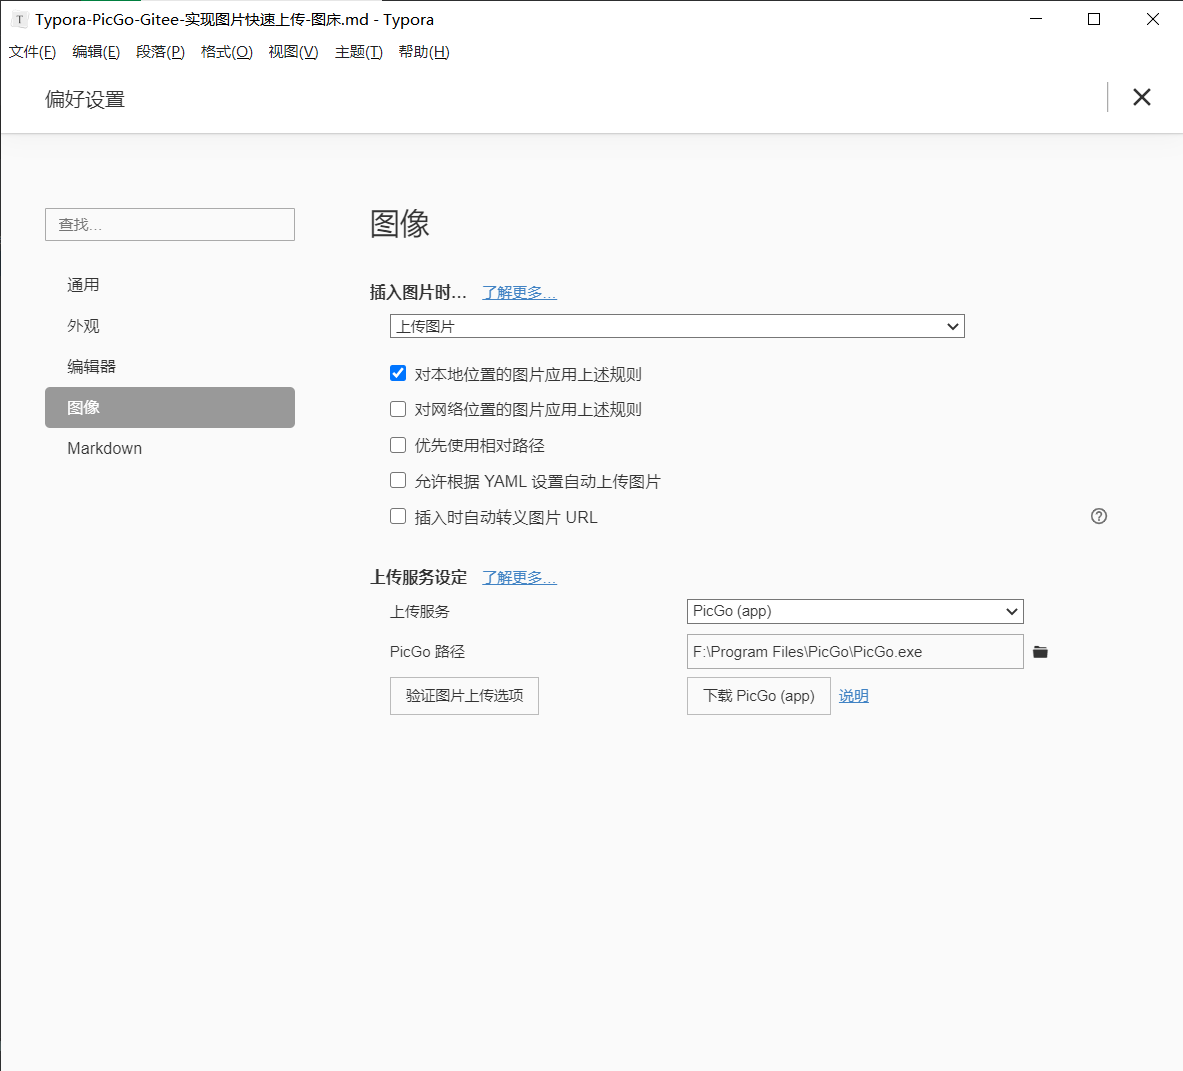 T Typora-PicGo-Gitee-实现图片快速上传-图床.md - Typora
文件(F) 编辑(E) 段落(P) 格式(O) 视图(V) 主题(T) 帮助(H)
偏好设置
查找...
通用
外观
编辑器
图像
Markdown
图像
插入图片时... 了解更多...
上传图片
对本地位置的图片应用上述规则
对网络位置的图片应用上述规则
优先使用相对路径
允许根据 YAML 设置自动上传图片
插入时自动转义图片 URL
上传服务设定 了解更多...
上传服务 PicGo (app)
PicGo 路径 F:\Program Files\PicGo\PicGo.exe
验证图片上传选项 下载 PicGo (app) 说明